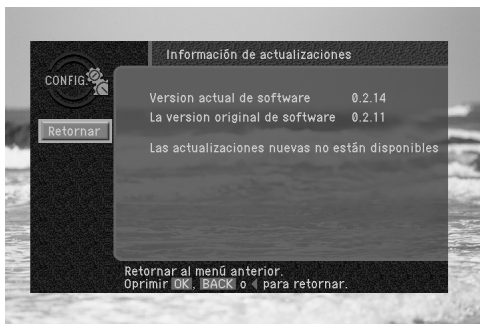 Información de actualizaciones
CONFIG.
Retornar
Version actual de software 0.2.14
La version original de software 0.2.11
Las actualizaciones nuevas no están disponibles
Retornar al menú anterior.
Oprimir OK, BACK o ◀ para retornar.